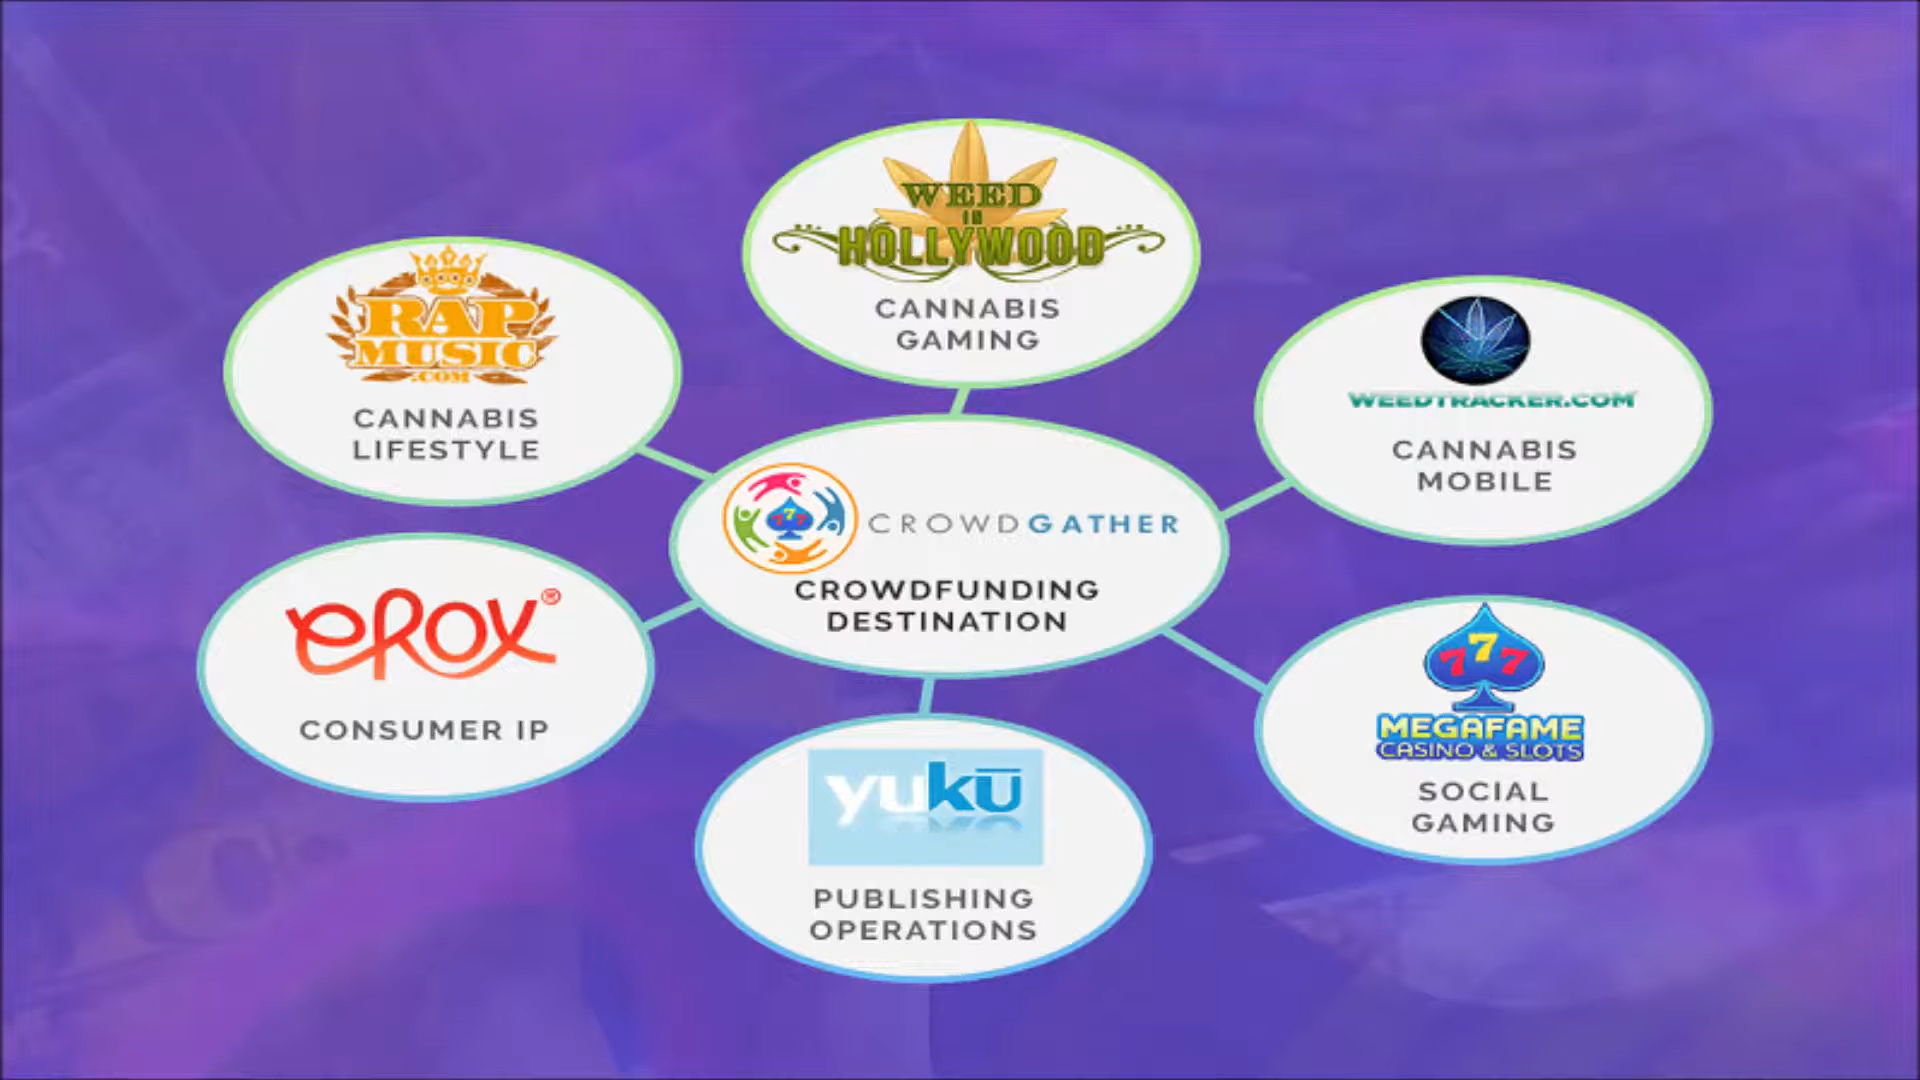 WEED
IN
HOLLYWOOD
CANNABIS
GAMING
RAP
MUSIC
.COM
CANNABIS
LIFESTYLE
WEEDTRACKER.COM
CANNABIS
MOBILE
777
CROWDGATHER
CROWDFUNDING
DESTINATION
eRox®
CONSUMER IP
777
MEGAFAME
CASINO & SLOTS
SOCIAL
GAMING
yukū
PUBLISHING
OPERATIONS